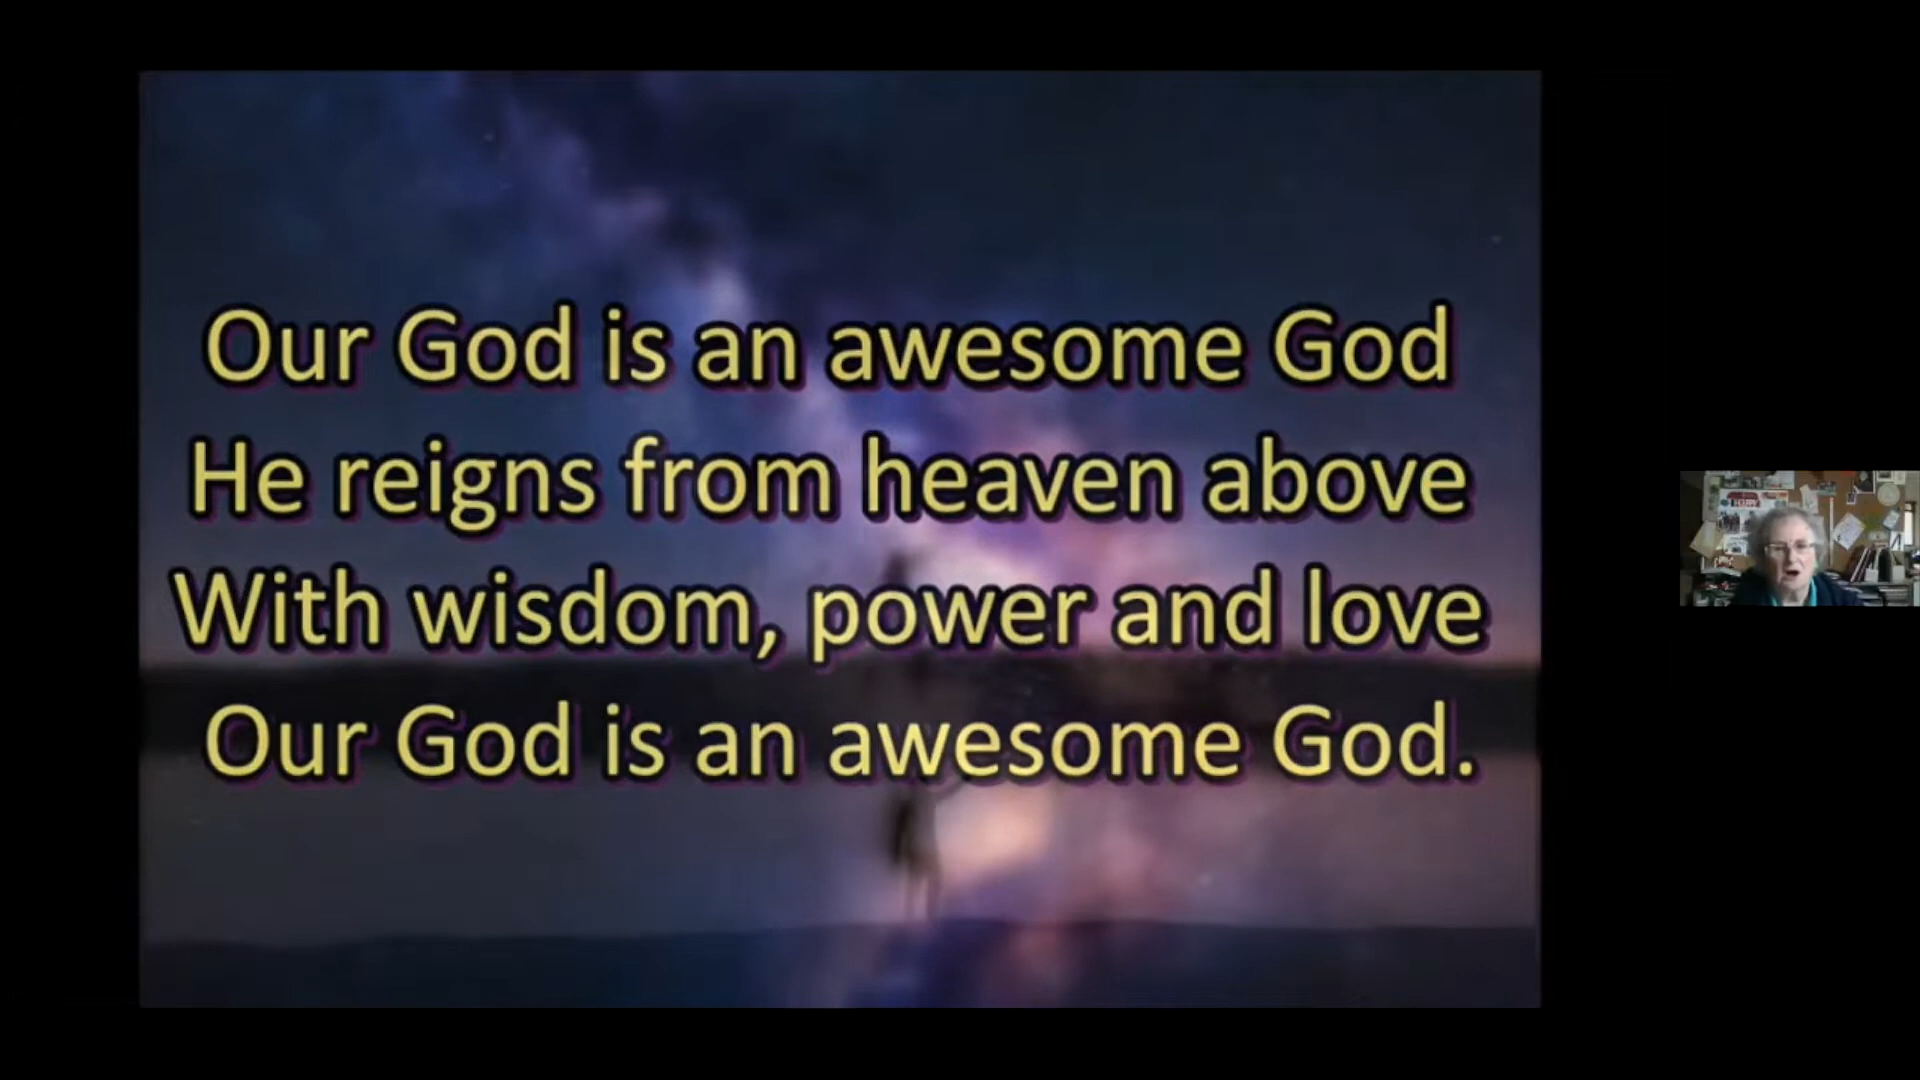 Our God is an awesome God
He reigns from heaven above
With wisdom, power and love
Our God is an awesome God.